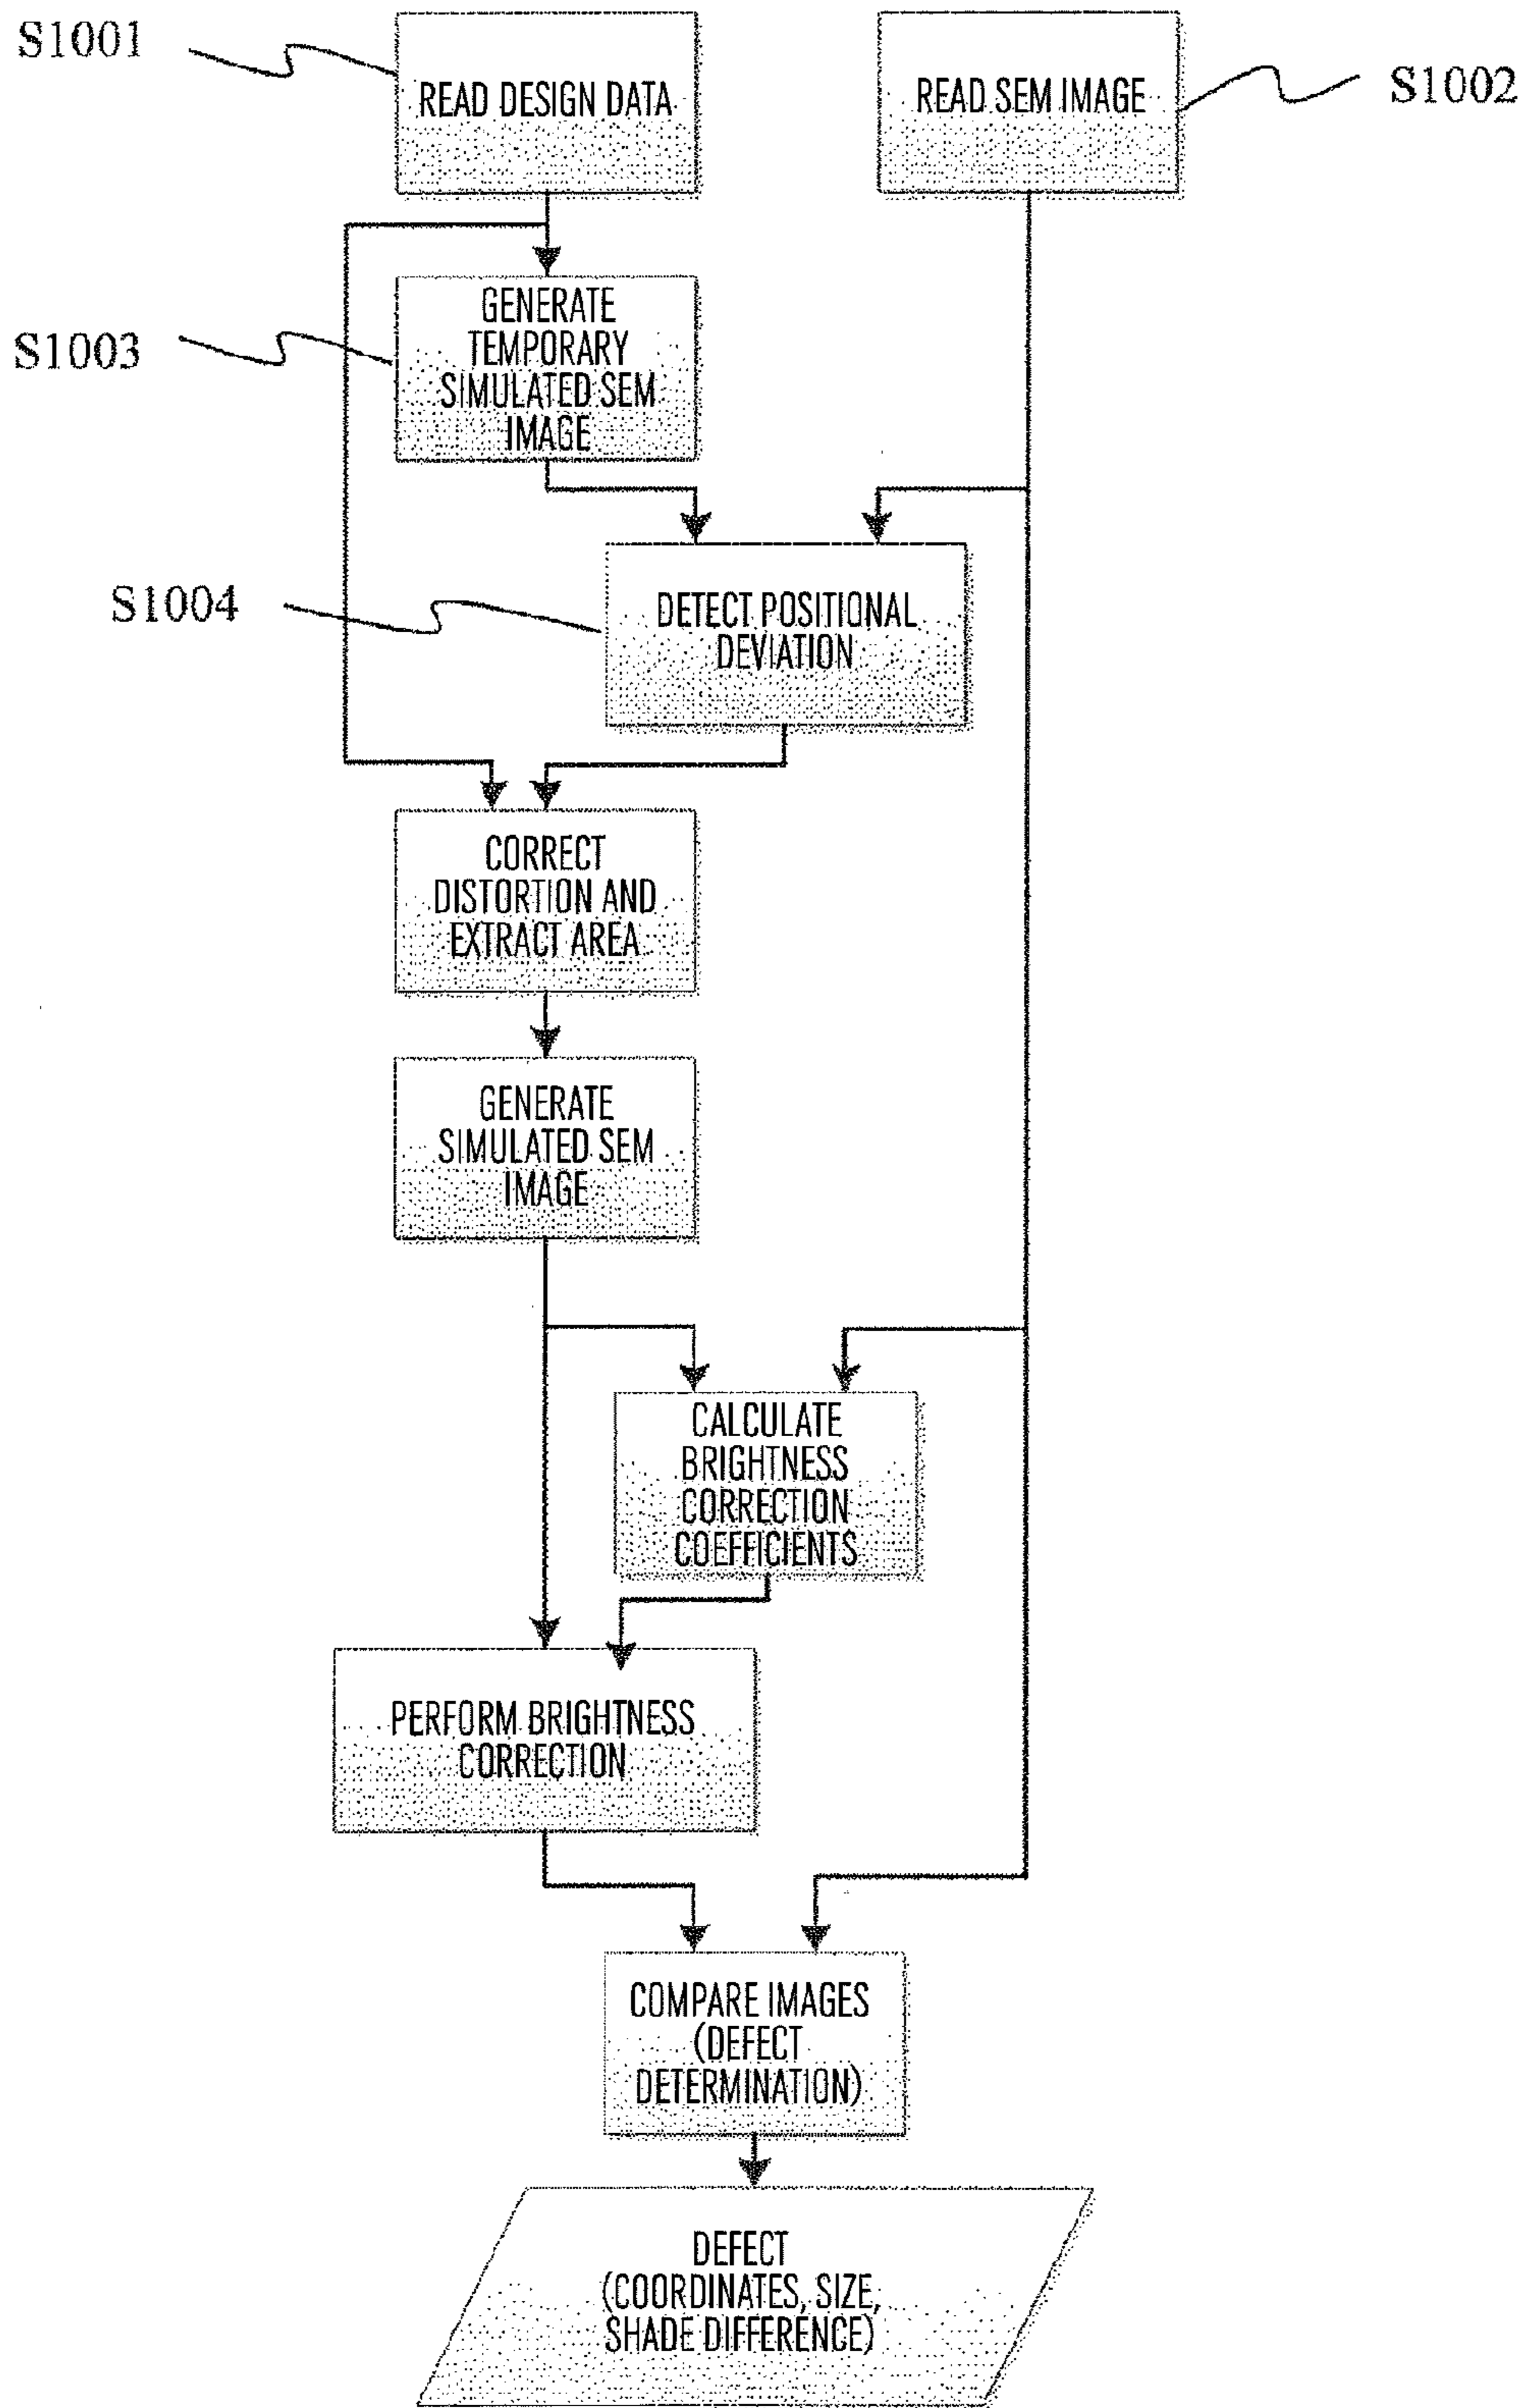 S1001
READ DESIGN DATA
READ SEM IMAGE
S1002
S1003
GENERATE
TEMPORARY
SIMULATED SEM
IMAGE
S1004
DETECT POSITIONAL
DEVIATION
CORRECT
DISTORTION AND
EXTRACT AREA
GENERATE
SIMULATED SEM
IMAGE
CALCULATE
BRIGHTNESS
CORRECTION
COEFFICIENTS
PERFORM BRIGHTNESS
CORRECTION
COMPARE IMAGES
(DEFECT
DETERMINATION)
DEFECT
(COORDINATES, SIZE,
SHADE DIFFERENCE)